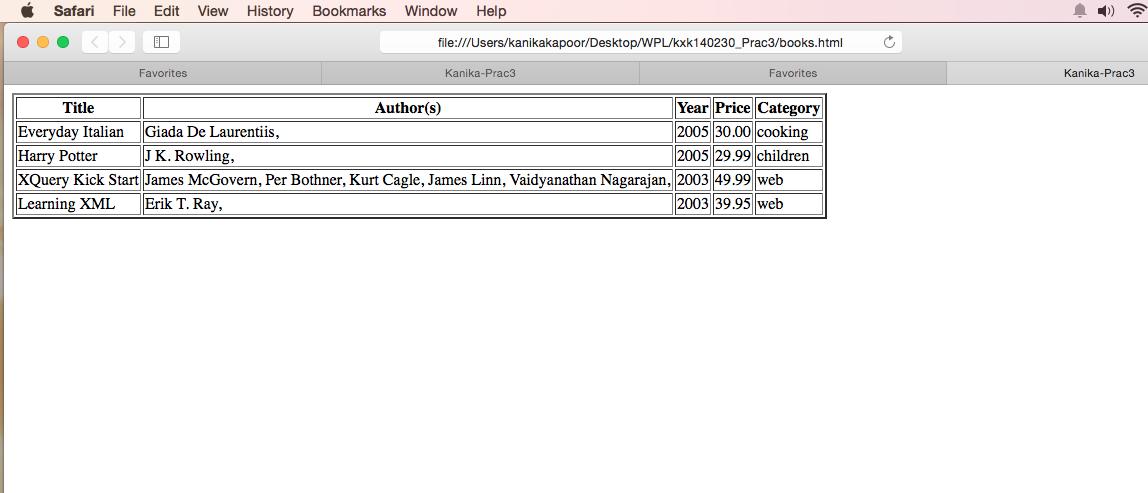 Safari File Edit View History Bookmarks Window Help
file:///Users/kanikakapoor/Desktop/WPL/kxk140230_Prac3/books.html
Favorites Kanika-Prac3 Favorites Kanika-Prac3
Title Author(s) Year Price Category
Everyday Italian Giada De Laurentiis, 2005 30.00 cooking
Harry Potter J K. Rowling, 2005 29.99 children
XQuery Kick Start James McGovern, Per Bothner, Kurt Cagle, James Linn, Vaidyanathan Nagarajan, 2003 49.99 web
Learning XML Erik T. Ray, 2003 39.95 web